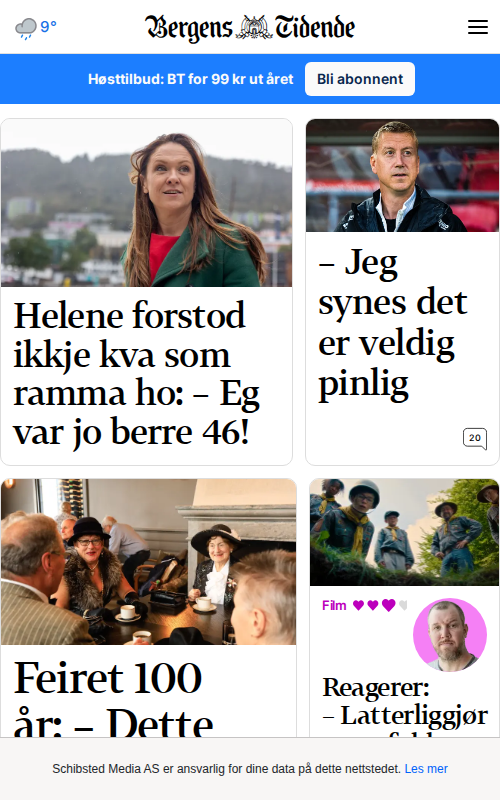 9°
Bergens Tidende
Høsttilbud: BT for 99 kr ut året
Bli abonnent
Helene forstod
ikkje kva som
ramma ho: – Eg
var jo berre 46!
– Jeg
synes det
er veldig
pinlig
20
Feiret 100
år: – Dette
Film
Reagerer:
– Latterliggjør
Schibsted Media AS er ansvarlig for dine data på dette nettstedet. Les mer